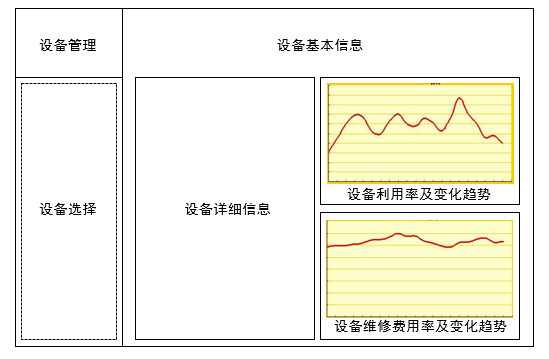 设备管理
设备基本信息
设备选择
设备详细信息
设备利用率及变化趋势
设备维修费用率及变化趋势